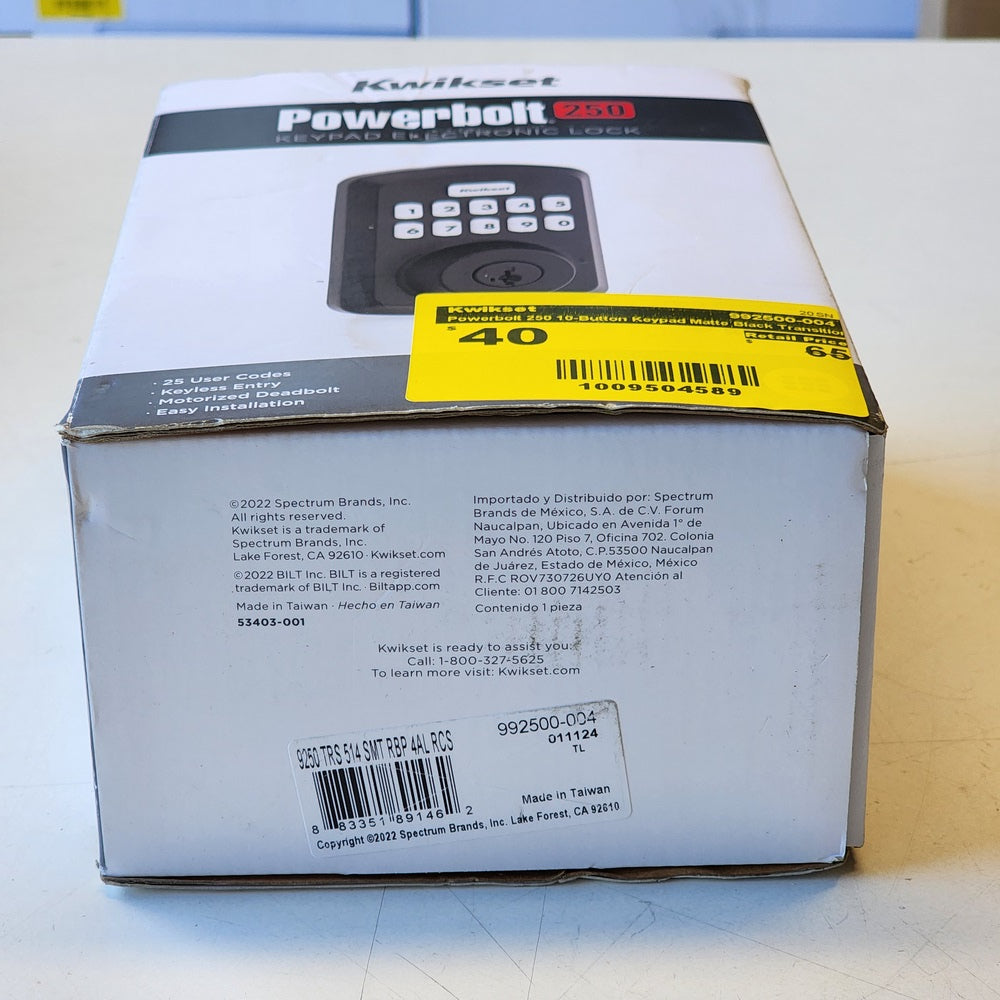 Kwikset
Powerbolt 250
KEYPAD ELECTRONIC LOCK
Kwikset
1 2 3 4 5
6 7 8 9 0
Kwikset 992500-004 20 SN
Powerbolt 250 10-Button Keypad Matte Black Transition
$40
Retail Price
$65
1009504589
· 25 User Codes
· Keyless Entry
· Motorized Deadbolt
· Easy Installation
©2022 Spectrum Brands, Inc.
All rights reserved.
Kwikset is a trademark of
Spectrum Brands, Inc.
Lake Forest, CA 92610 · Kwikset.com
©2022 BILT Inc. BILT is a registered
trademark of BILT Inc. · Biltapp.com
Made in Taiwan · Hecho en Taiwan
53403-001
Importado y Distribuido por: Spectrum
Brands de México, S.A. de C.V. Forum
Naucalpan, Ubicado en Avenida 1° de
Mayo No. 120 Piso 7, Oficina 702. Colonia
San Andrés Atoto, C.P.53500 Naucalpan
de Juárez, Estado de México, México
R.F.C ROV730726UY0 Atención al
Cliente: 01 800 7142503
Contenido 1 pieza
Kwikset is ready to assist you:
Call: 1-800-327-5625
To learn more visit: Kwikset.com
9250 TRS 514 SMT RBP 4AL RCS
992500-004
011124
TL
8 83351 89146 2
Made in Taiwan
Copyright ©2022 Spectrum Brands, Inc. Lake Forest, CA 92610